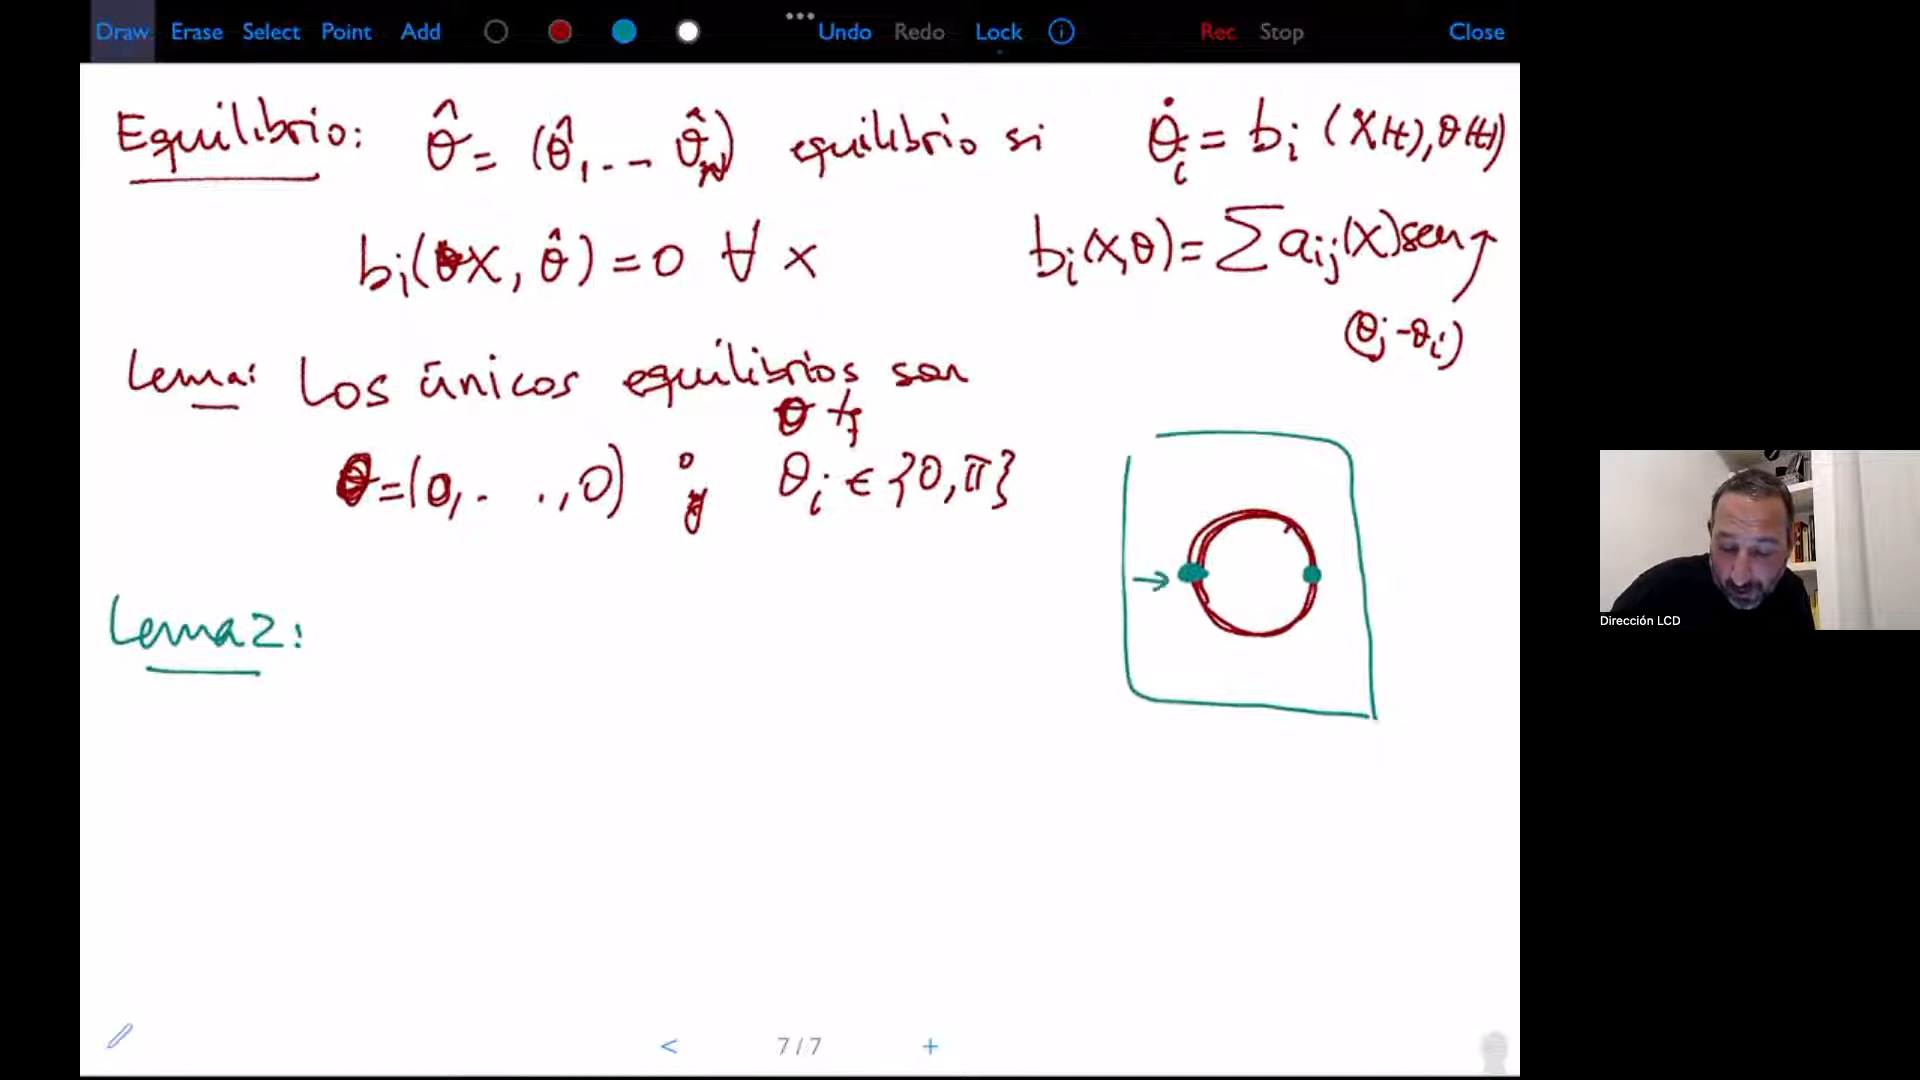 Draw Erase Select Point Add Undo Redo Lock Rec Stop Close
Equilibrio: θ̂ = (θ̂₁, .. θ̂_N) equilibrio si θ̇ᵢ = bᵢ (X(t), θ(t))
bᵢ(x, θ̂) = 0 ∀ x bᵢ(x,θ) = Σ aᵢⱼ(x) sen
(θⱼ - θᵢ)
Lema: Los únicos equilibrios son
θ = (0, . . ., 0) y θᵢ ∈ {0, π}
Lema 2:
Dirección LCD
< 7/7 +